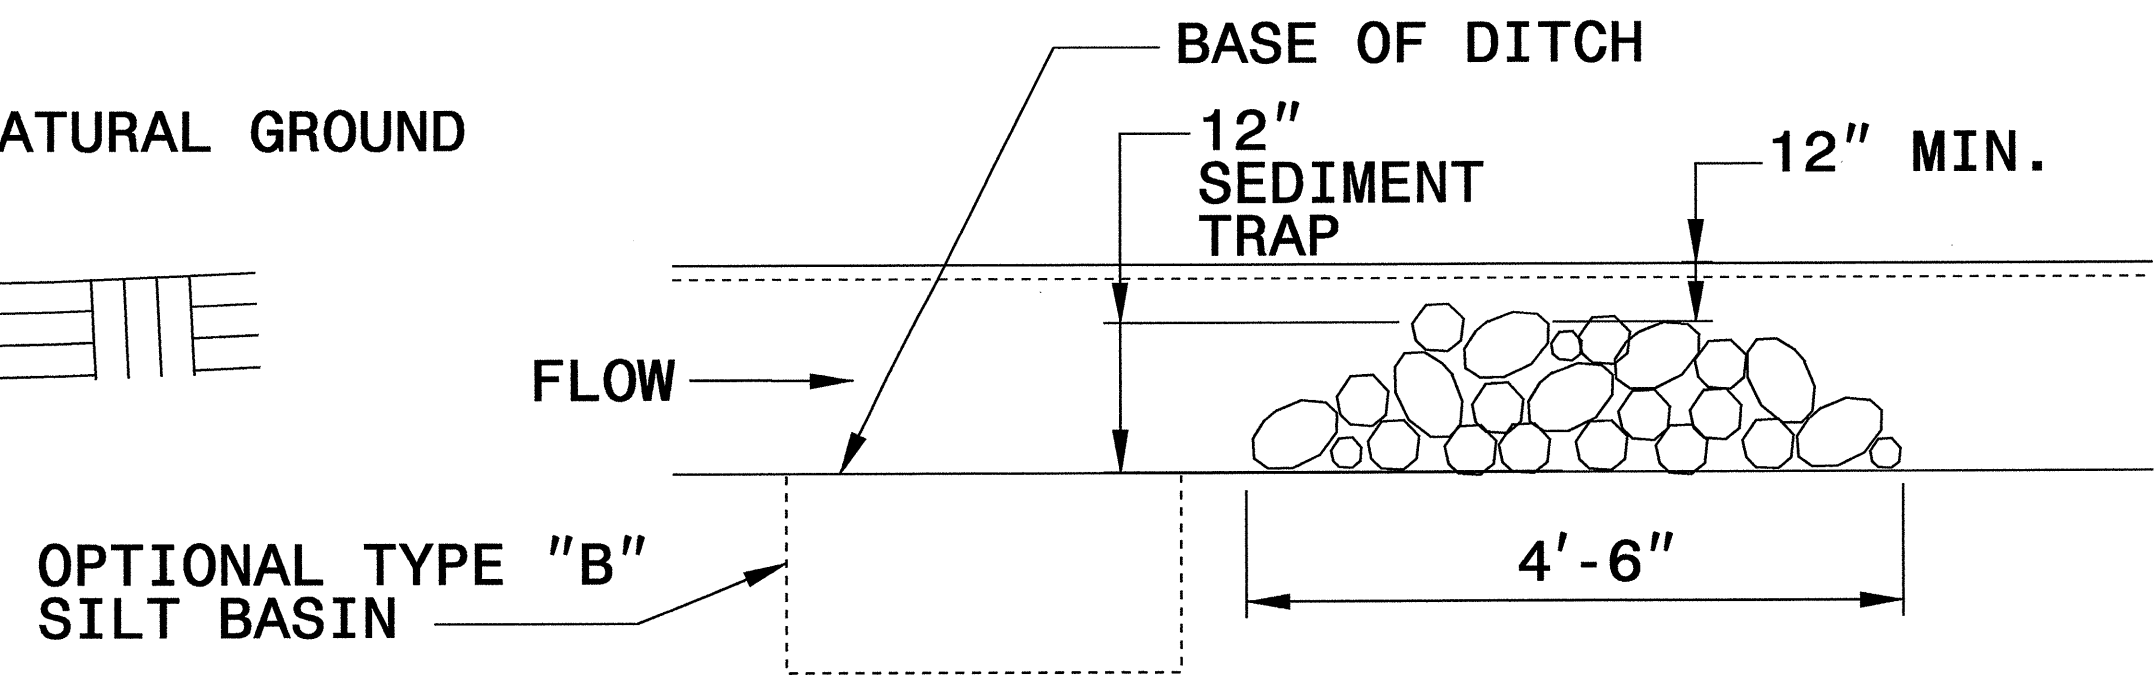 BASE OF DITCH
12"
SEDIMENT
TRAP
12" MIN.
ATURAL GROUND
FLOW
OPTIONAL TYPE "B"
SILT BASIN
4'-6"